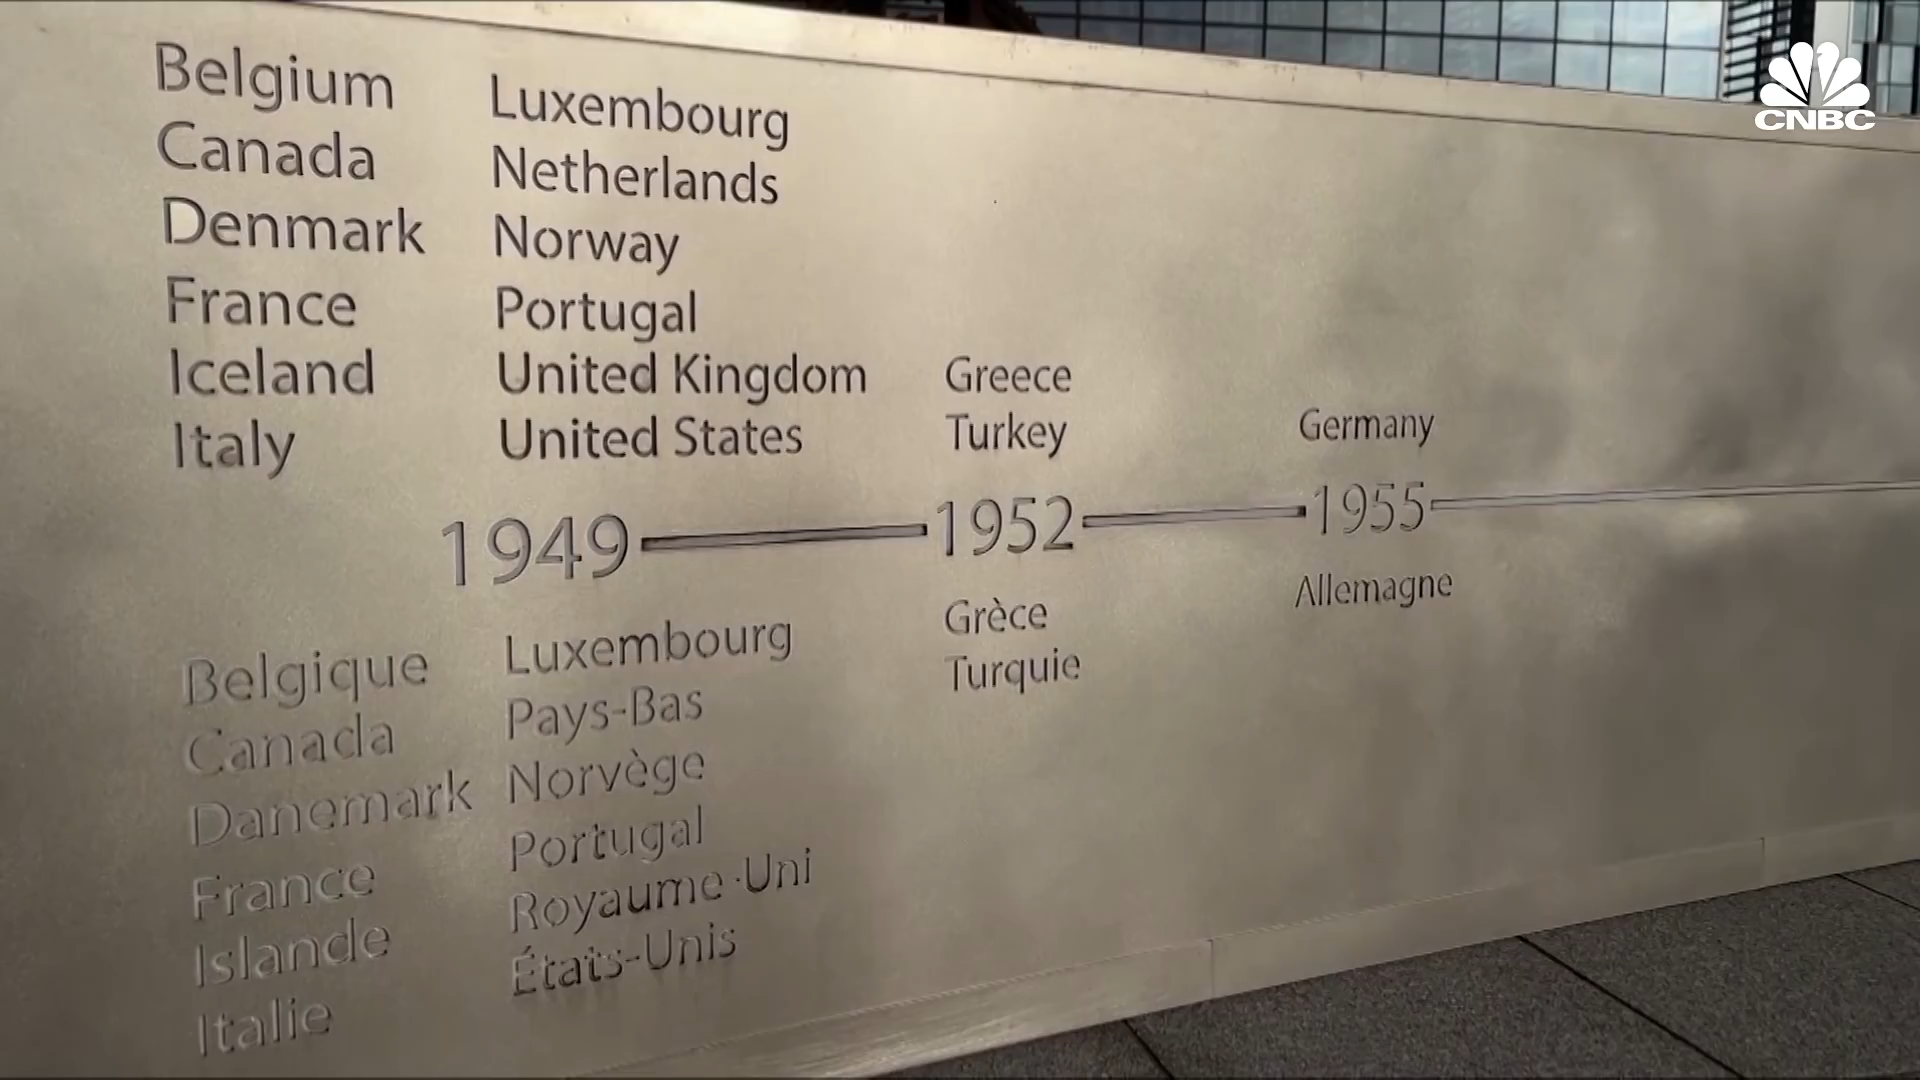 Belgium
Canada
Denmark
France
Iceland
Italy
Luxembourg
Netherlands
Norway
Portugal
United Kingdom
United States
Greece
Turkey
Germany
1949
1952
1955
Belgique
Canada
Danemark
France
Islande
Italie
Luxembourg
Pays-Bas
Norvège
Portugal
Royaume-Uni
États-Unis
Grèce
Turquie
Allemagne
CNBC